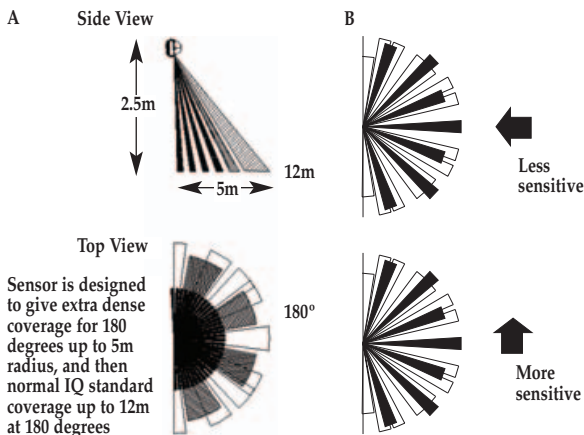 A
Side View
2.5m
5m
12m
Top View
Sensor is designed
to give extra dense
coverage for 180
degrees up to 5m
radius, and then
normal IQ standard
coverage up to 12m
at 180 degrees
180º
B
Less
sensitive
More
sensitive